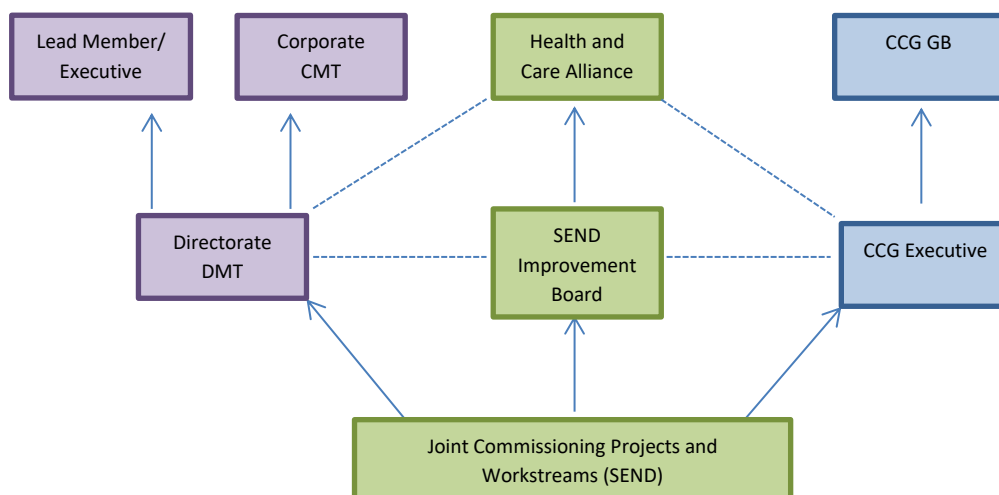 Lead Member/
Executive
Corporate
CMT
Health and
Care Alliance
CCG GB
Directorate
DMT
SEND
Improvement
Board
CCG Executive
Joint Commissioning Projects and
Workstreams (SEND)